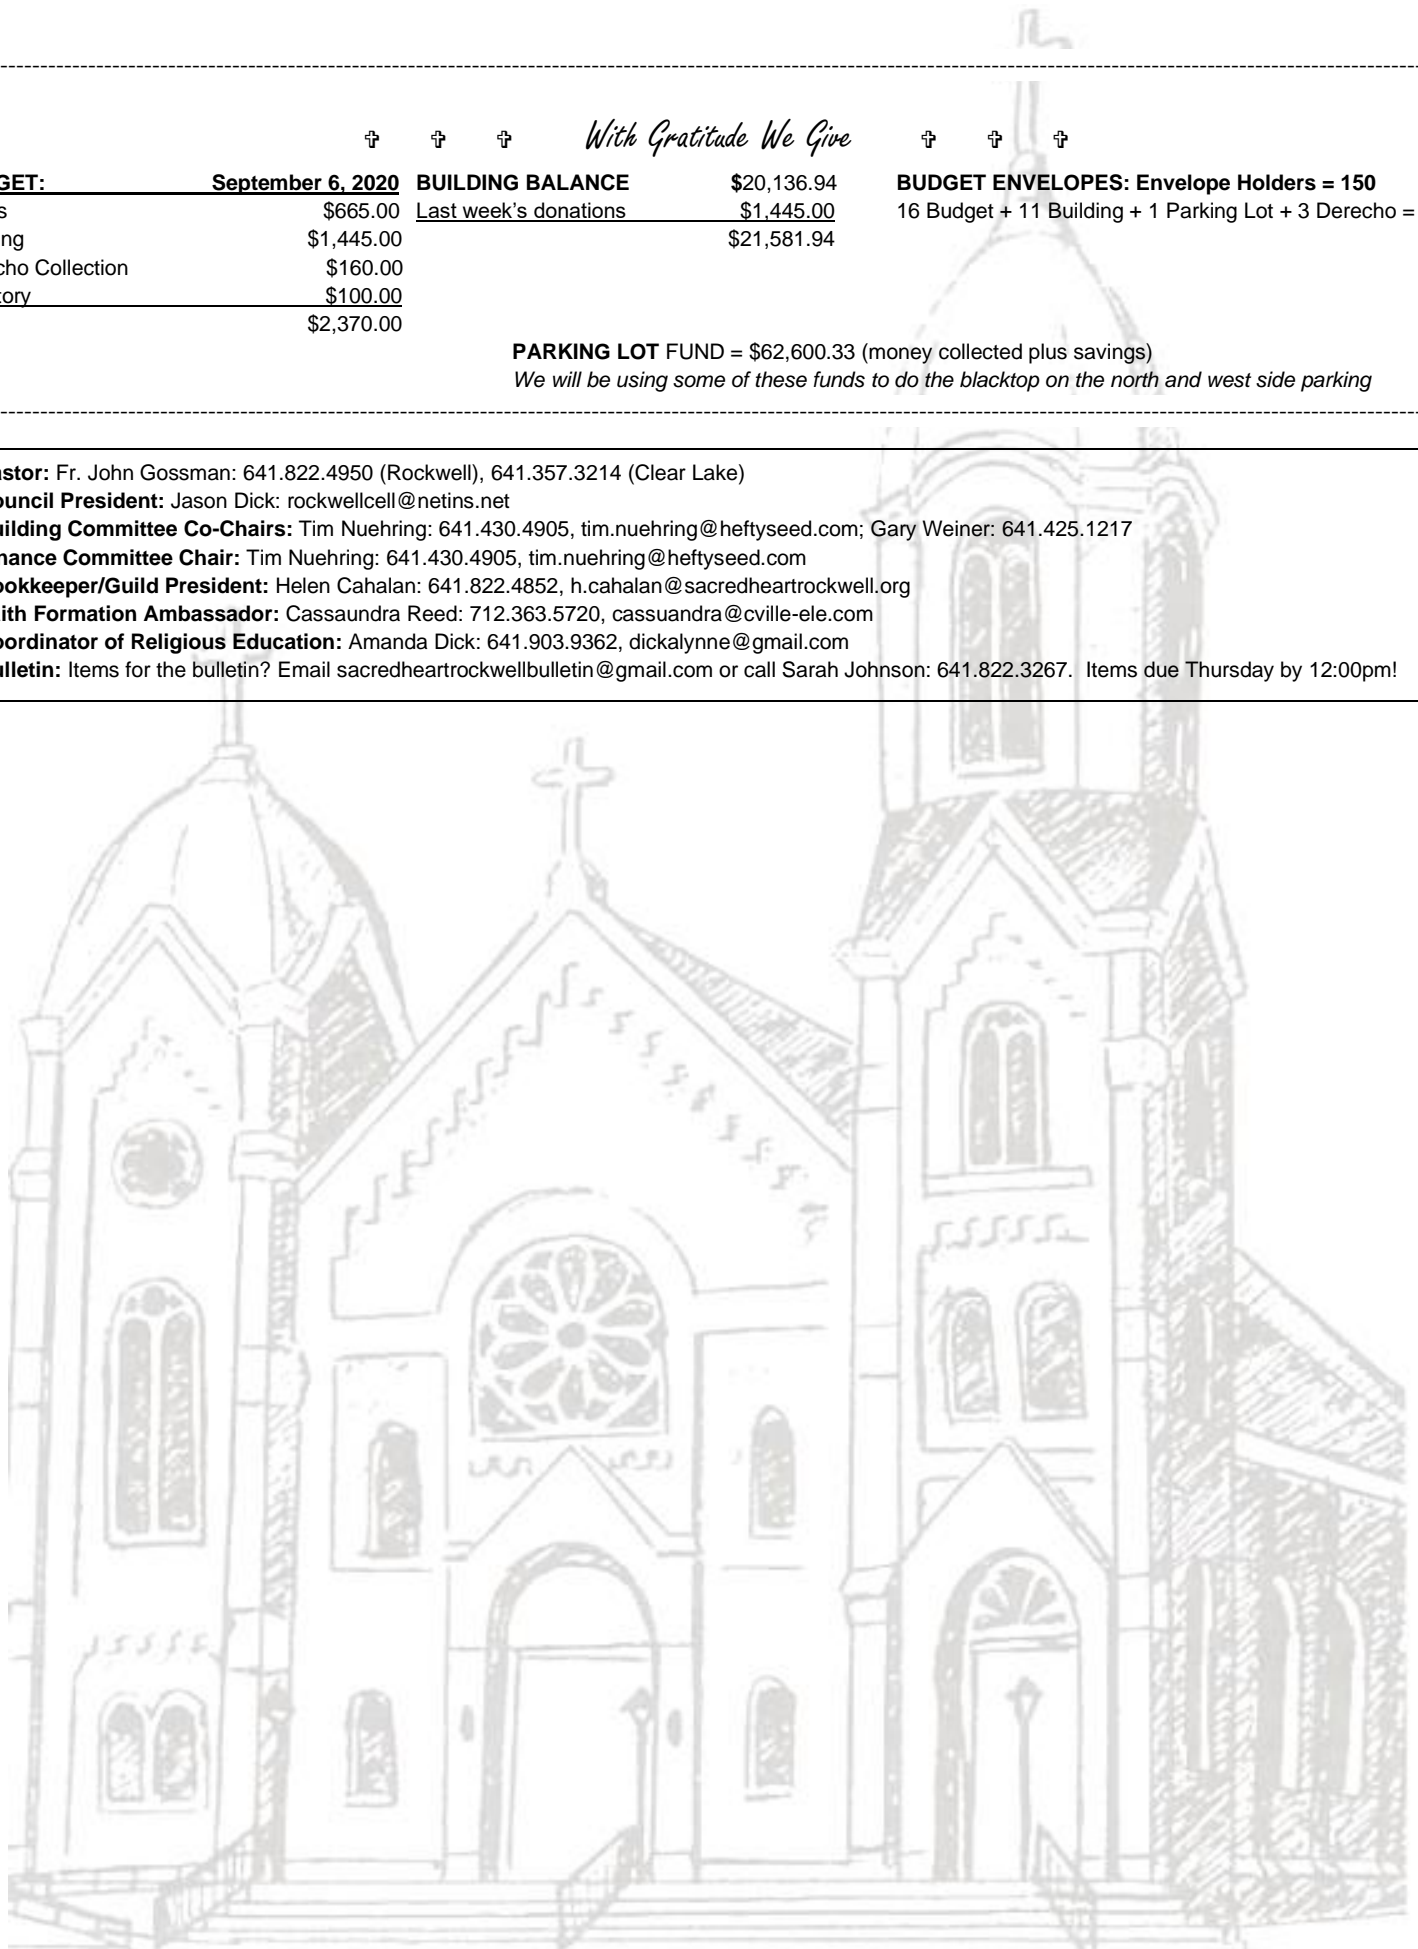 ✞ ✞ ✞ With Gratitude We Give ✞ ✞ ✞
GET: September 6, 2020 BUILDING BALANCE $20,136.94 BUDGET ENVELOPES: Envelope Holders = 150
s $665.00 Last week’s donations $1,445.00 16 Budget + 11 Building + 1 Parking Lot + 3 Derecho =
ng $1,445.00 $21,581.94
cho Collection $160.00
tory $100.00
$2,370.00
PARKING LOT FUND = $62,600.33 (money collected plus savings)
We will be using some of these funds to do the blacktop on the north and west side parking
astor: Fr. John Gossman: 641.822.4950 (Rockwell), 641.357.3214 (Clear Lake)
ouncil President: Jason Dick: rockwellcell@netins.net
uilding Committee Co-Chairs: Tim Nuehring: 641.430.4905, tim.nuehring@heftyseed.com; Gary Weiner: 641.425.1217
nance Committee Chair: Tim Nuehring: 641.430.4905, tim.nuehring@heftyseed.com
ookkeeper/Guild President: Helen Cahalan: 641.822.4852, h.cahalan@sacredheartrockwell.org
ith Formation Ambassador: Cassaundra Reed: 712.363.5720, cassuandra@cville-ele.com
oordinator of Religious Education: Amanda Dick: 641.903.9362, dickalynne@gmail.com
ulletin: Items for the bulletin? Email sacredheartrockwellbulletin@gmail.com or call Sarah Johnson: 641.822.3267. Items due Thursday by 12:00pm!